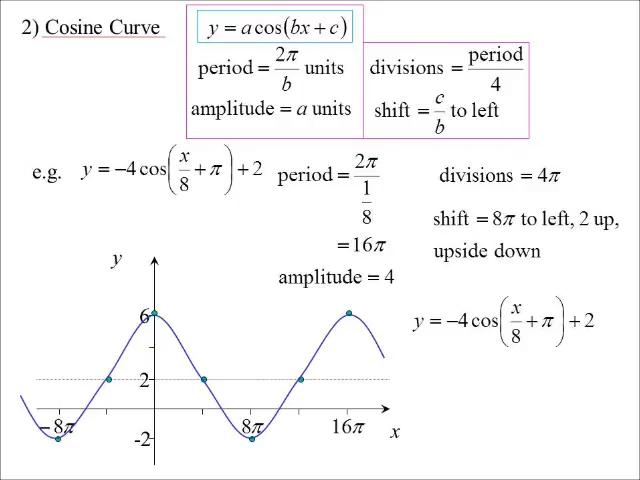 2) Cosine Curve
y = a cos(bx + c)
period = 2π/b units
amplitude = a units
divisions = period/4
shift = c/b to left
e.g. y = −4 cos(x/8 + π) + 2
period = 2π/(1/8)
= 16π
amplitude = 4
divisions = 4π
shift = 8π to left, 2 up,
upside down
y = −4 cos(x/8 + π) + 2
y
6
2
−8π 8π 16π x
-2